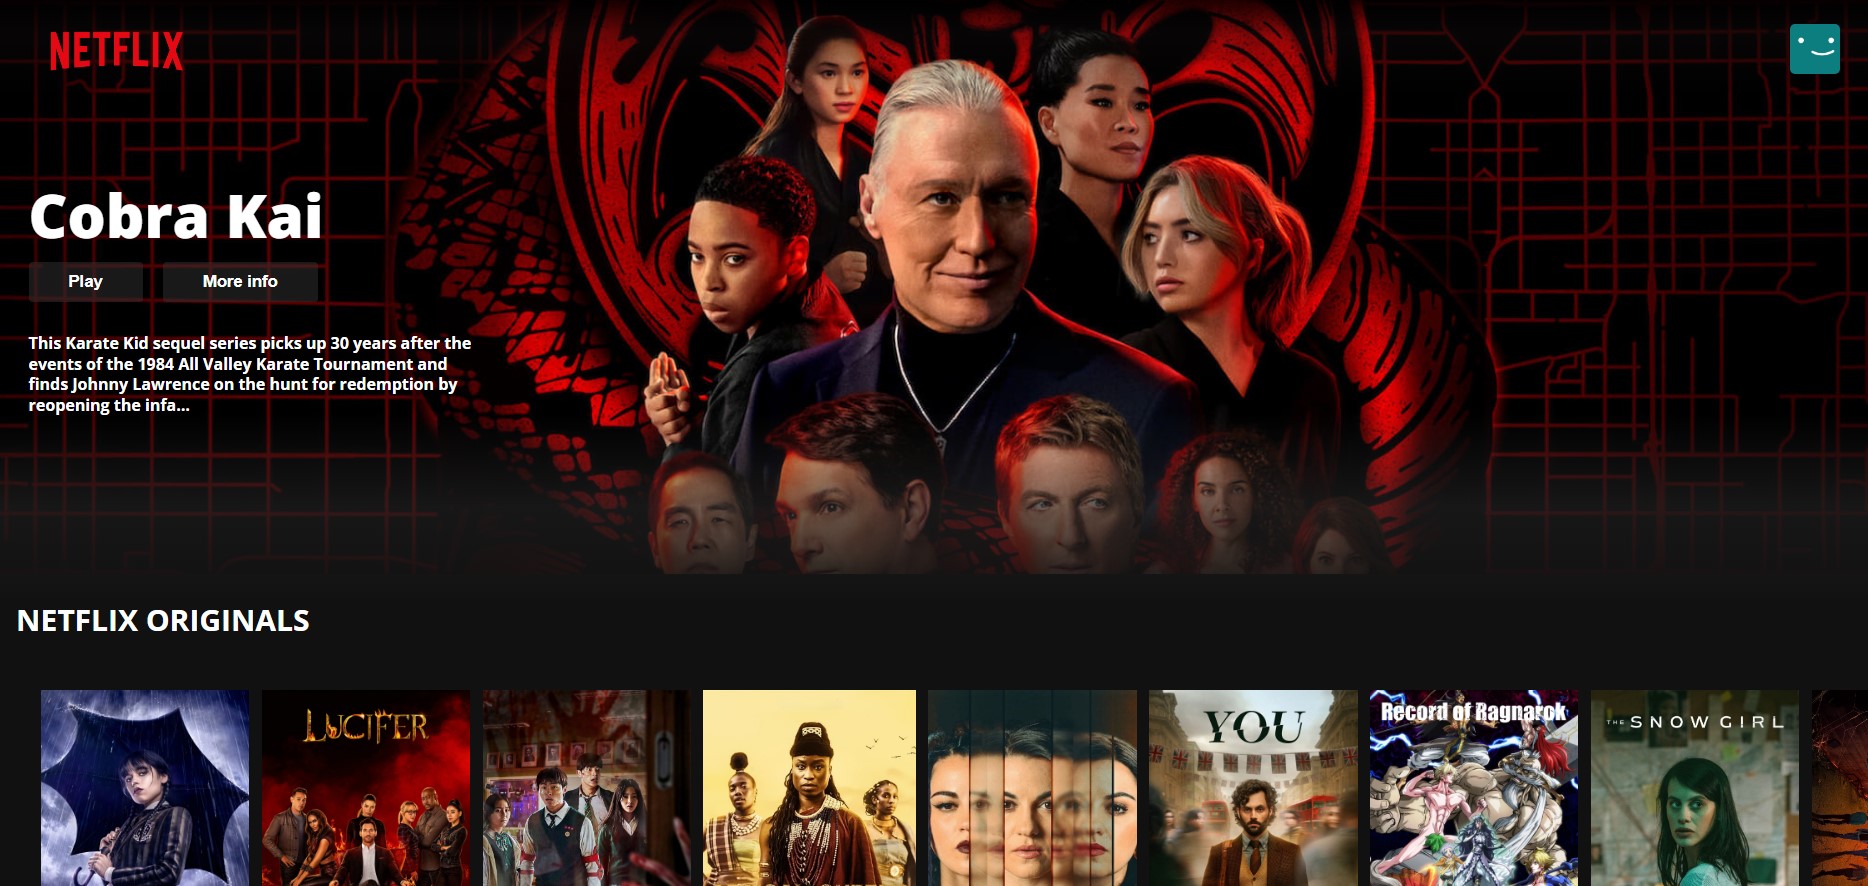 NETFLIX
Cobra Kai
Play
More info
This Karate Kid sequel series picks up 30 years after the
events of the 1984 All Valley Karate Tournament and
finds Johnny Lawrence on the hunt for redemption by
reopening the infa...
NETFLIX ORIGINALS
LUCIFER
YOU
Record of Ragnarok
THE SNOW GIRL